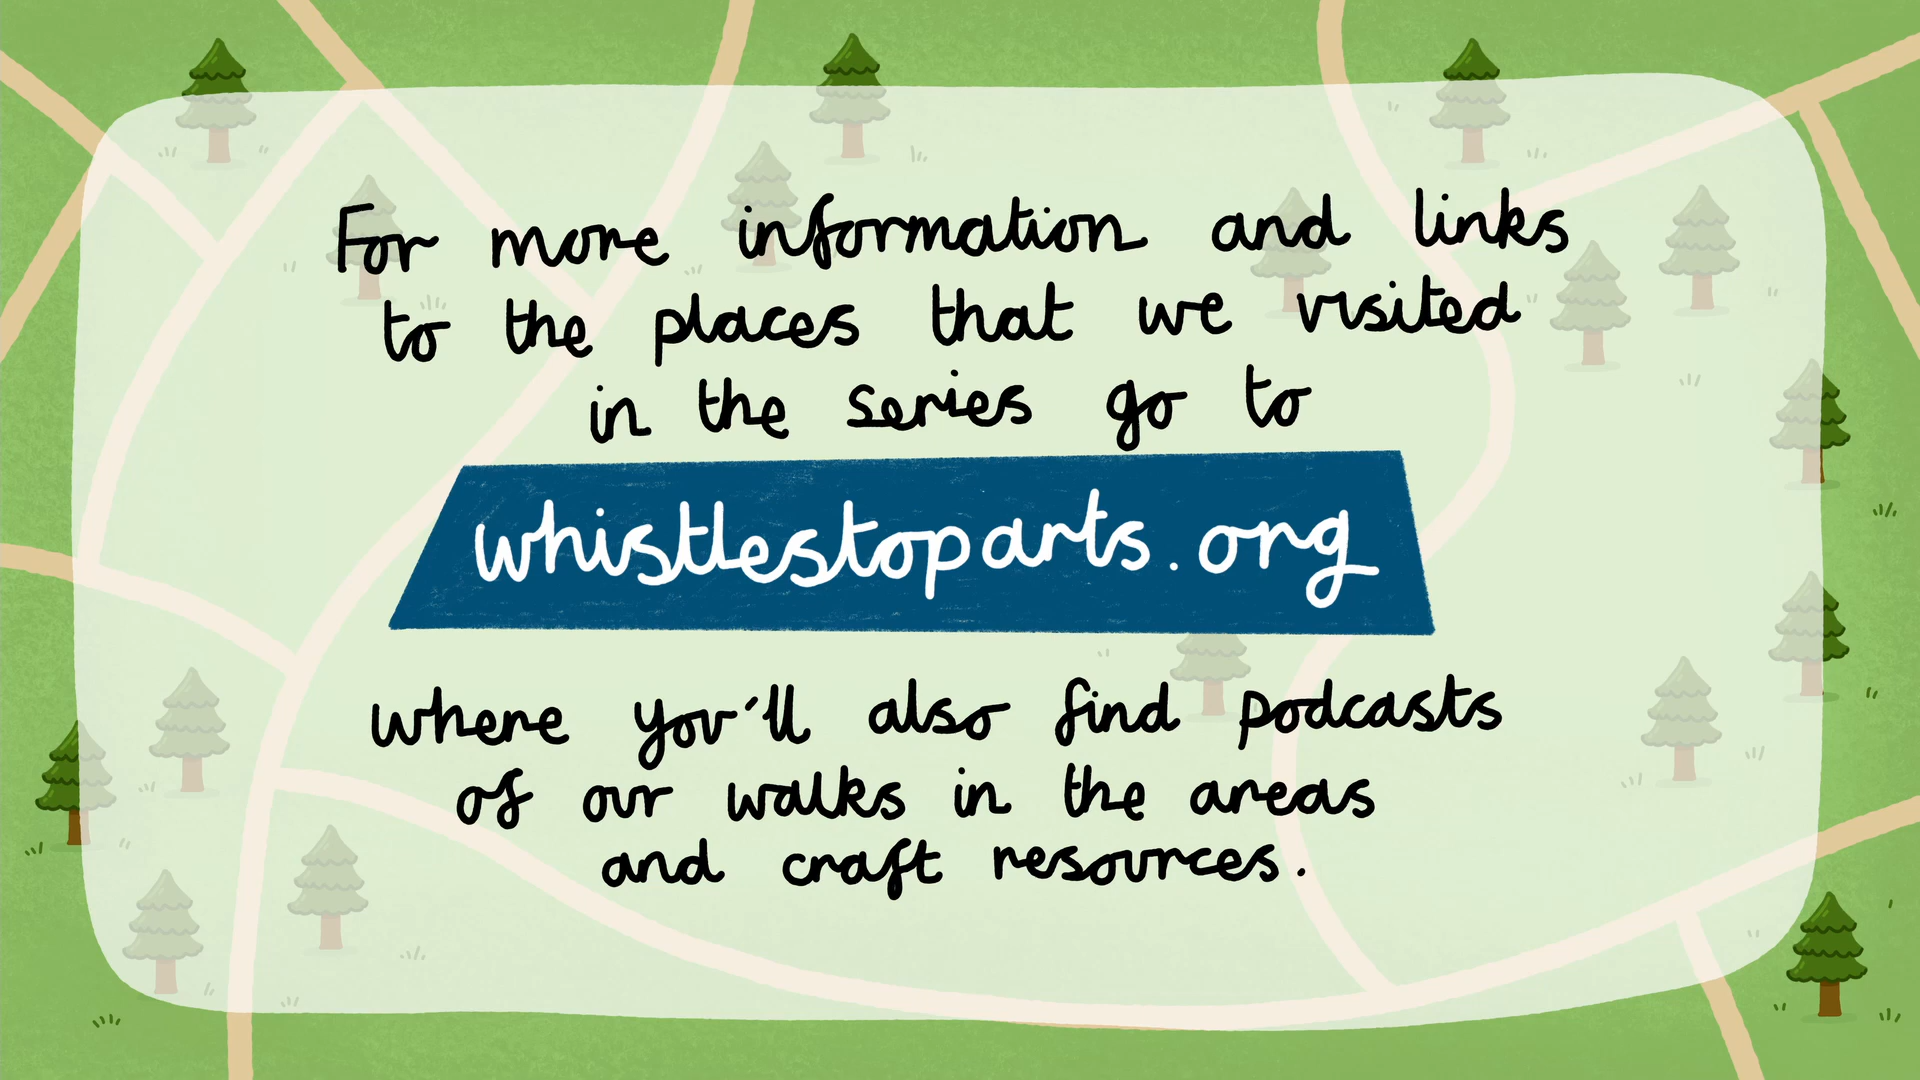 For more information and links
to the places that we visited
in the series go to
whistlestoparts.org
where you'll also find podcasts
of our walks in the areas
and craft resources.